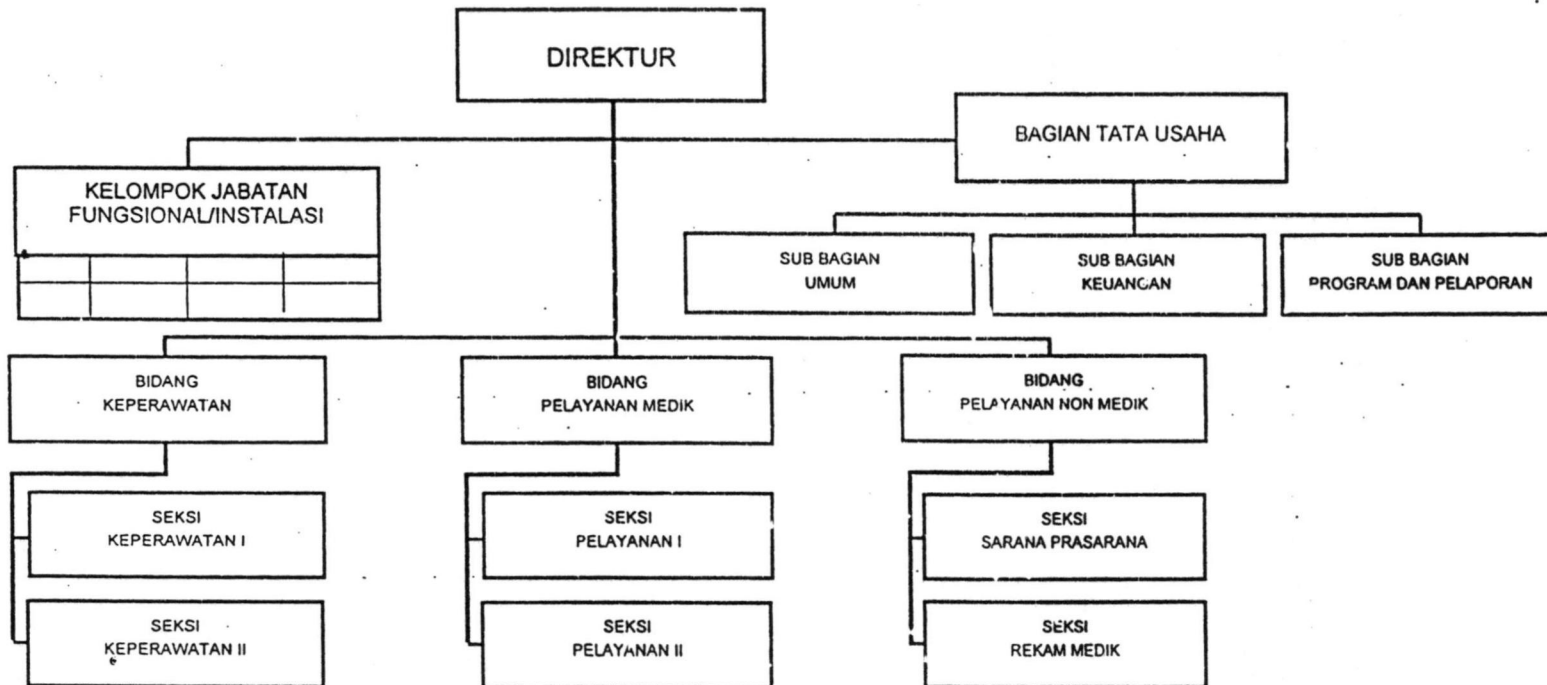 DIREKTUR
BAGIAN TATA USAHA
KELOMPOK JABATAN
FUNGSIONAL/INSTALASI
SUB BAGIAN
UMUM
SUB BAGIAN
KEUANGAN
SUB BAGIAN
PROGRAM DAN PELAPORAN
BIDANG
KEPERAWATAN
BIDANG
PELAYANAN MEDIK
BIDANG
PELAYANAN NON MEDIK
SEKSI
KEPERAWATAN I
SEKSI
PELAYANAN I
SEKSI
SARANA PRASARANA
SEKSI
KEPERAWATAN II
SEKSI
PELAYANAN II
SEKSI
REKAM MEDIK